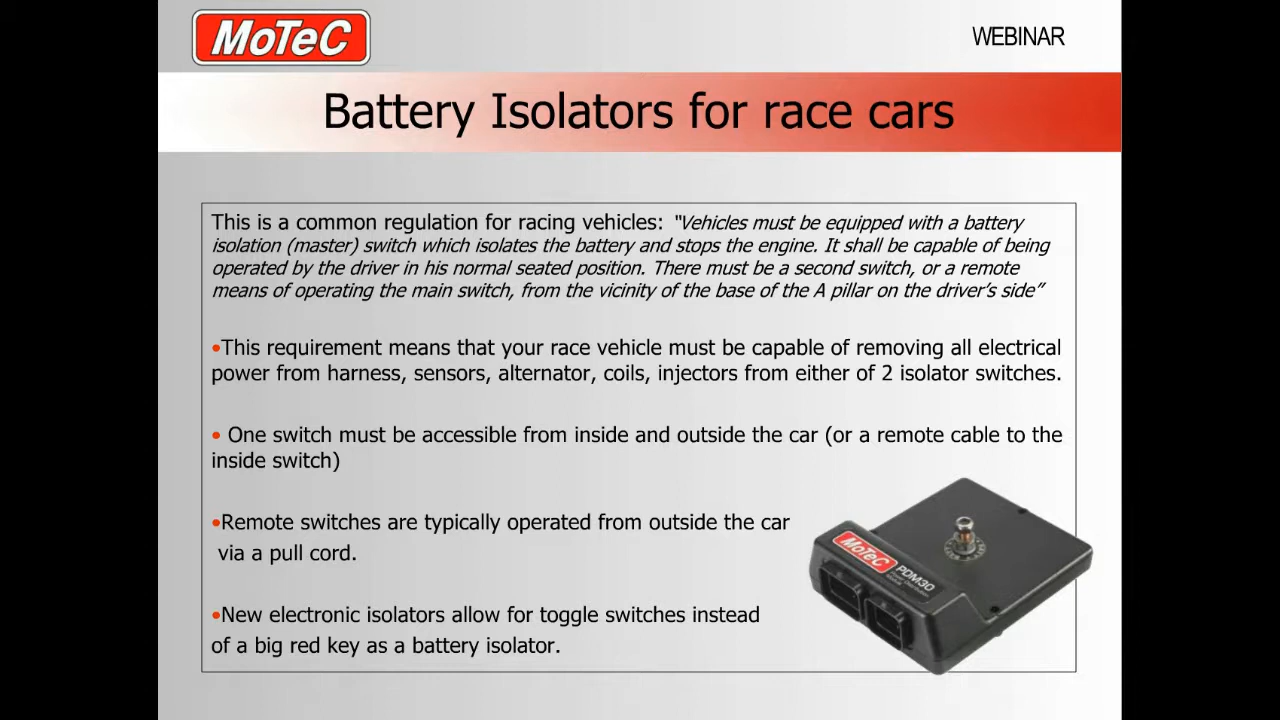 MoTeC
WEBINAR
Battery Isolators for race cars
This is a common regulation for racing vehicles: “Vehicles must be equipped with a battery
isolation (master) switch which isolates the battery and stops the engine. It shall be capable of being
operated by the driver in his normal seated position. There must be a second switch, or a remote
means of operating the main switch, from the vicinity of the base of the A pillar on the driver’s side”
•This requirement means that your race vehicle must be capable of removing all electrical
power from harness, sensors, alternator, coils, injectors from either of 2 isolator switches.
• One switch must be accessible from inside and outside the car (or a remote cable to the
inside switch)
•Remote switches are typically operated from outside the car
via a pull cord.
•New electronic isolators allow for toggle switches instead
of a big red key as a battery isolator.
MoTeC
PDM30